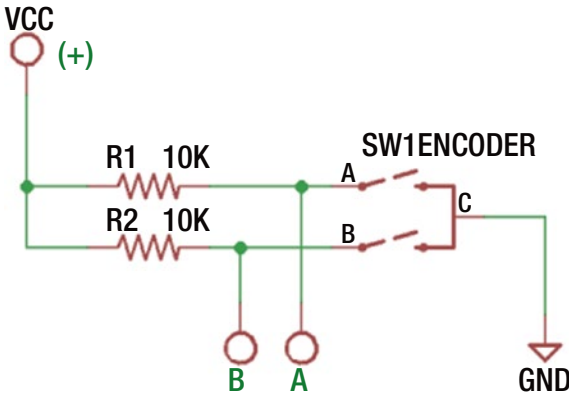 VCC
(+)
R1 10K
SW1ENCODER
A
R2 10K
C
B
B A
GND